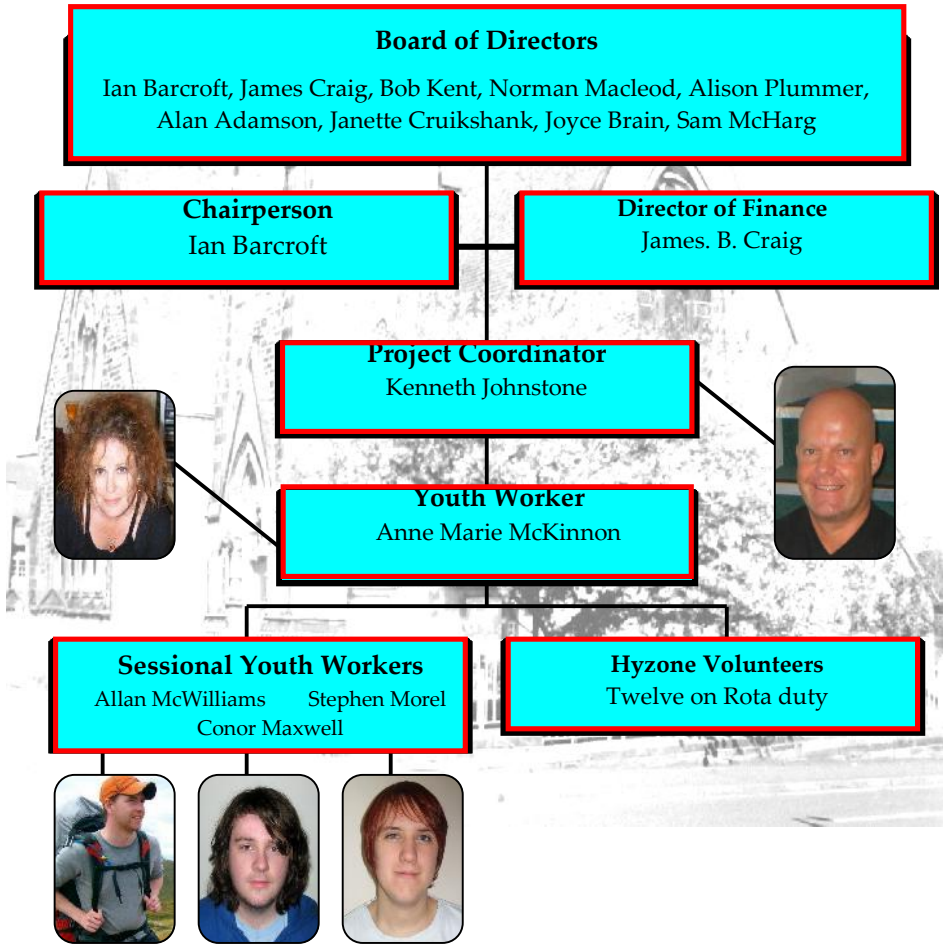 Board of Directors
Ian Barcroft, James Craig, Bob Kent, Norman Macleod, Alison Plummer,
Alan Adamson, Janette Cruikshank, Joyce Brain, Sam McHarg
Chairperson
Ian Barcroft
Director of Finance
James. B. Craig
Project Coordinator
Kenneth Johnstone
Youth Worker
Anne Marie McKinnon
Sessional Youth Workers
Allan McWilliams Stephen Morel
Conor Maxwell
Hyzone Volunteers
Twelve on Rota duty